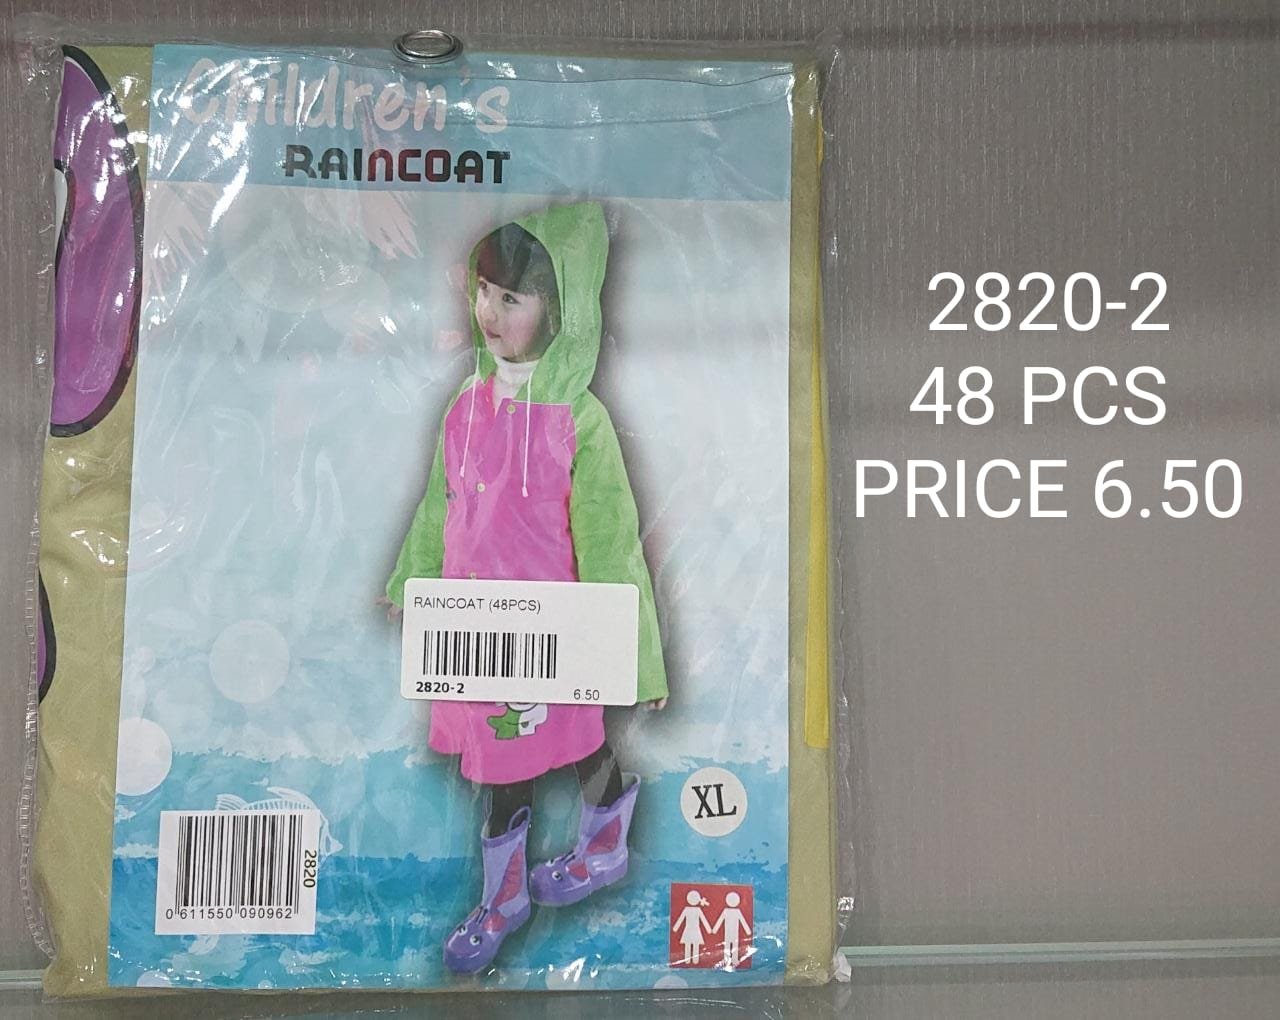 Children's
RAINCOAT
2820-2
48 PCS
PRICE 6.50
RAINCOAT (48PCS)
2820-2
6.50
XL
2820
0 611550 090962